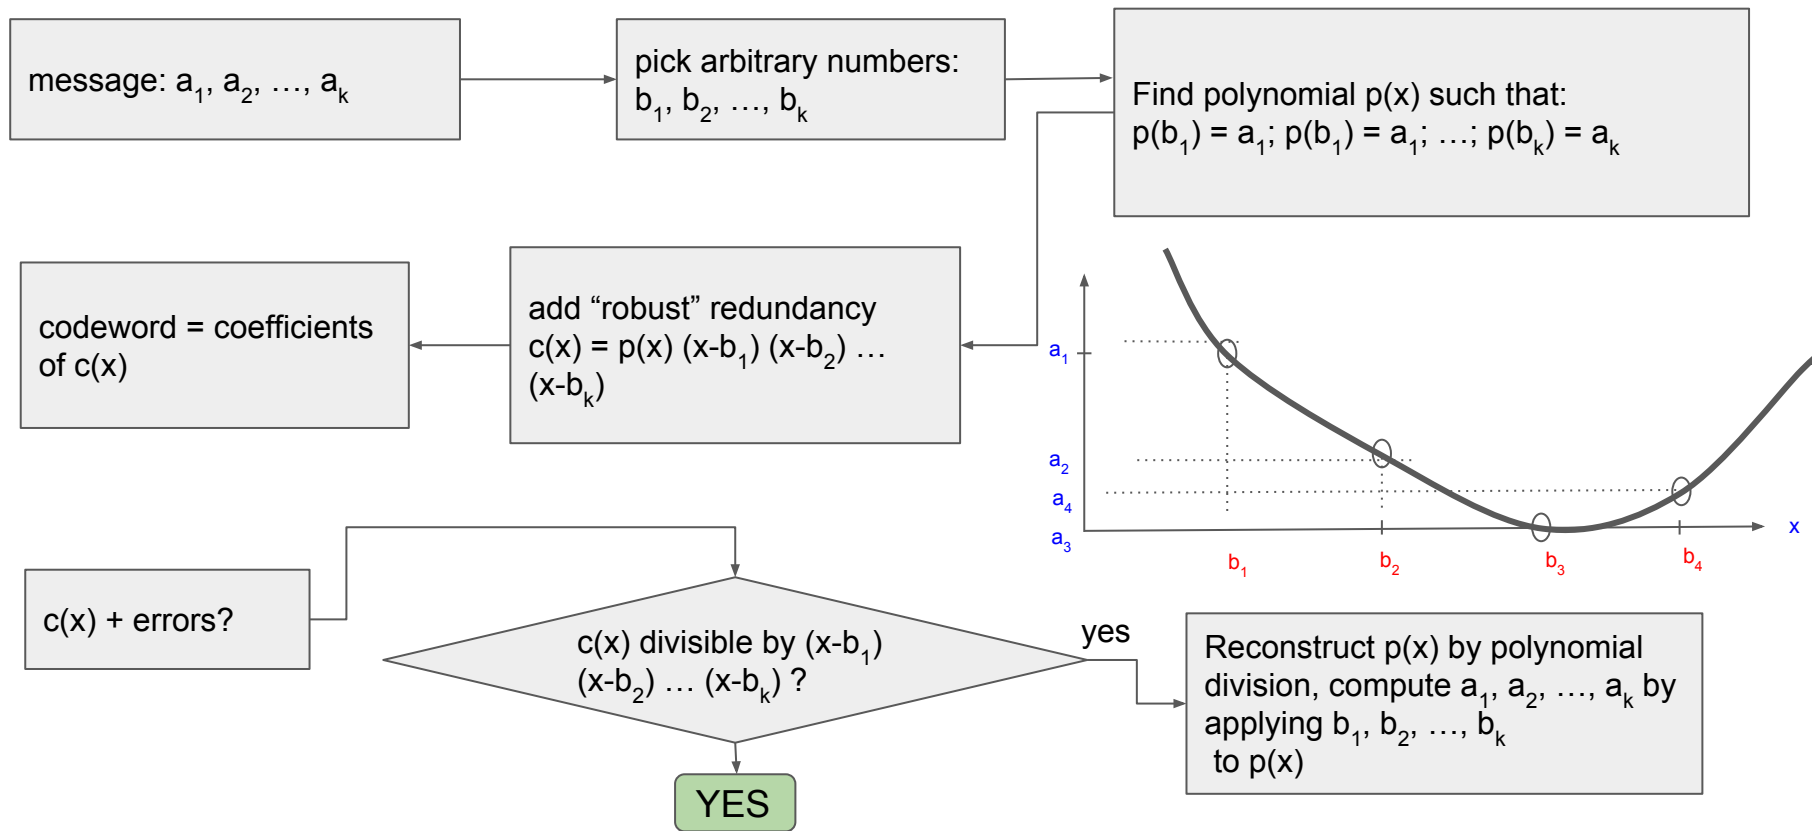 message: a₁, a₂, …, aₖ
pick arbitrary numbers:
b₁, b₂, …, bₖ
Find polynomial p(x) such that:
p(b₁) = a₁; p(b₁) = a₁; …; p(bₖ) = aₖ
codeword = coefficients
of c(x)
add “robust” redundancy
c(x) = p(x) (x-b₁) (x-b₂) …
(x-bₖ)
a₁
a₂
a₄
a₃
x
b₁
b₂
b₃
b₄
c(x) + errors?
c(x) divisible by (x-b₁)
(x-b₂) … (x-bₖ) ?
yes
Reconstruct p(x) by polynomial
division, compute a₁, a₂, …, aₖ by
applying b₁, b₂, …, bₖ
to p(x)
YES